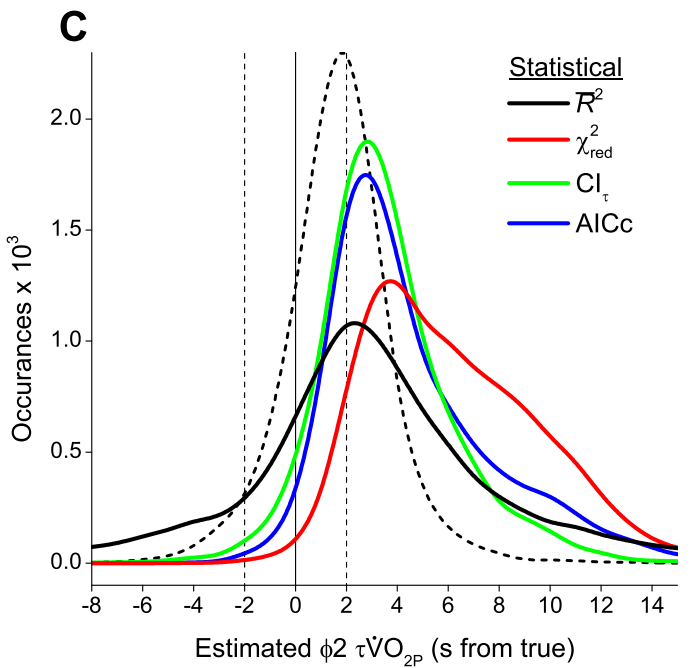 C
Statistical
R̅²
χ²red
CIτ
AICc
Occurances x 10³
2.0
1.5
1.0
0.5
0.0
-8 -6 -4 -2 0 2 4 6 8 10 12 14
Estimated ϕ2 τV̇O2P (s from true)